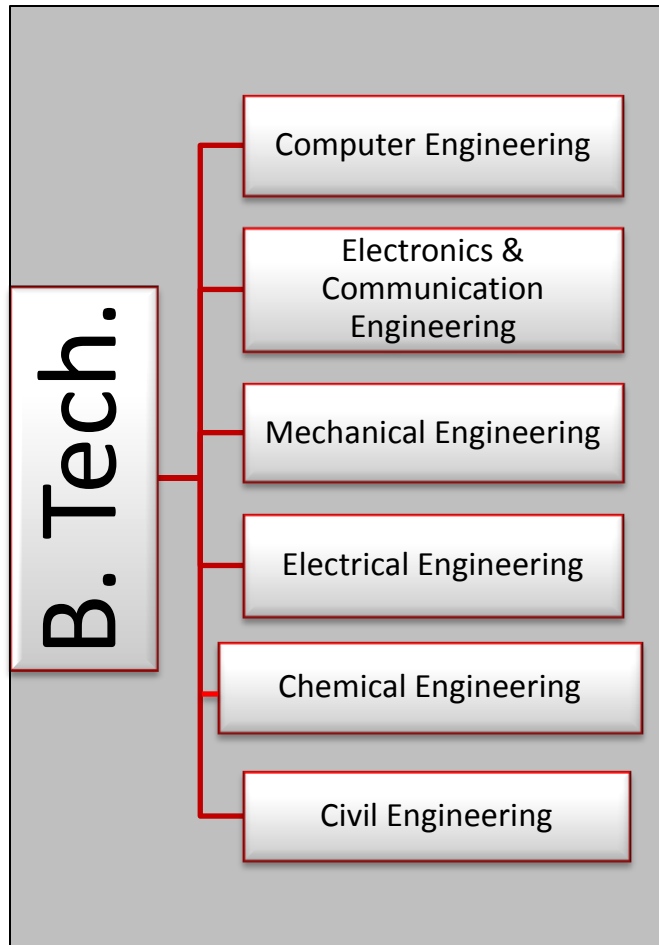 B. Tech.
Computer Engineering
Electronics &
Communication
Engineering
Mechanical Engineering
Electrical Engineering
Chemical Engineering
Civil Engineering